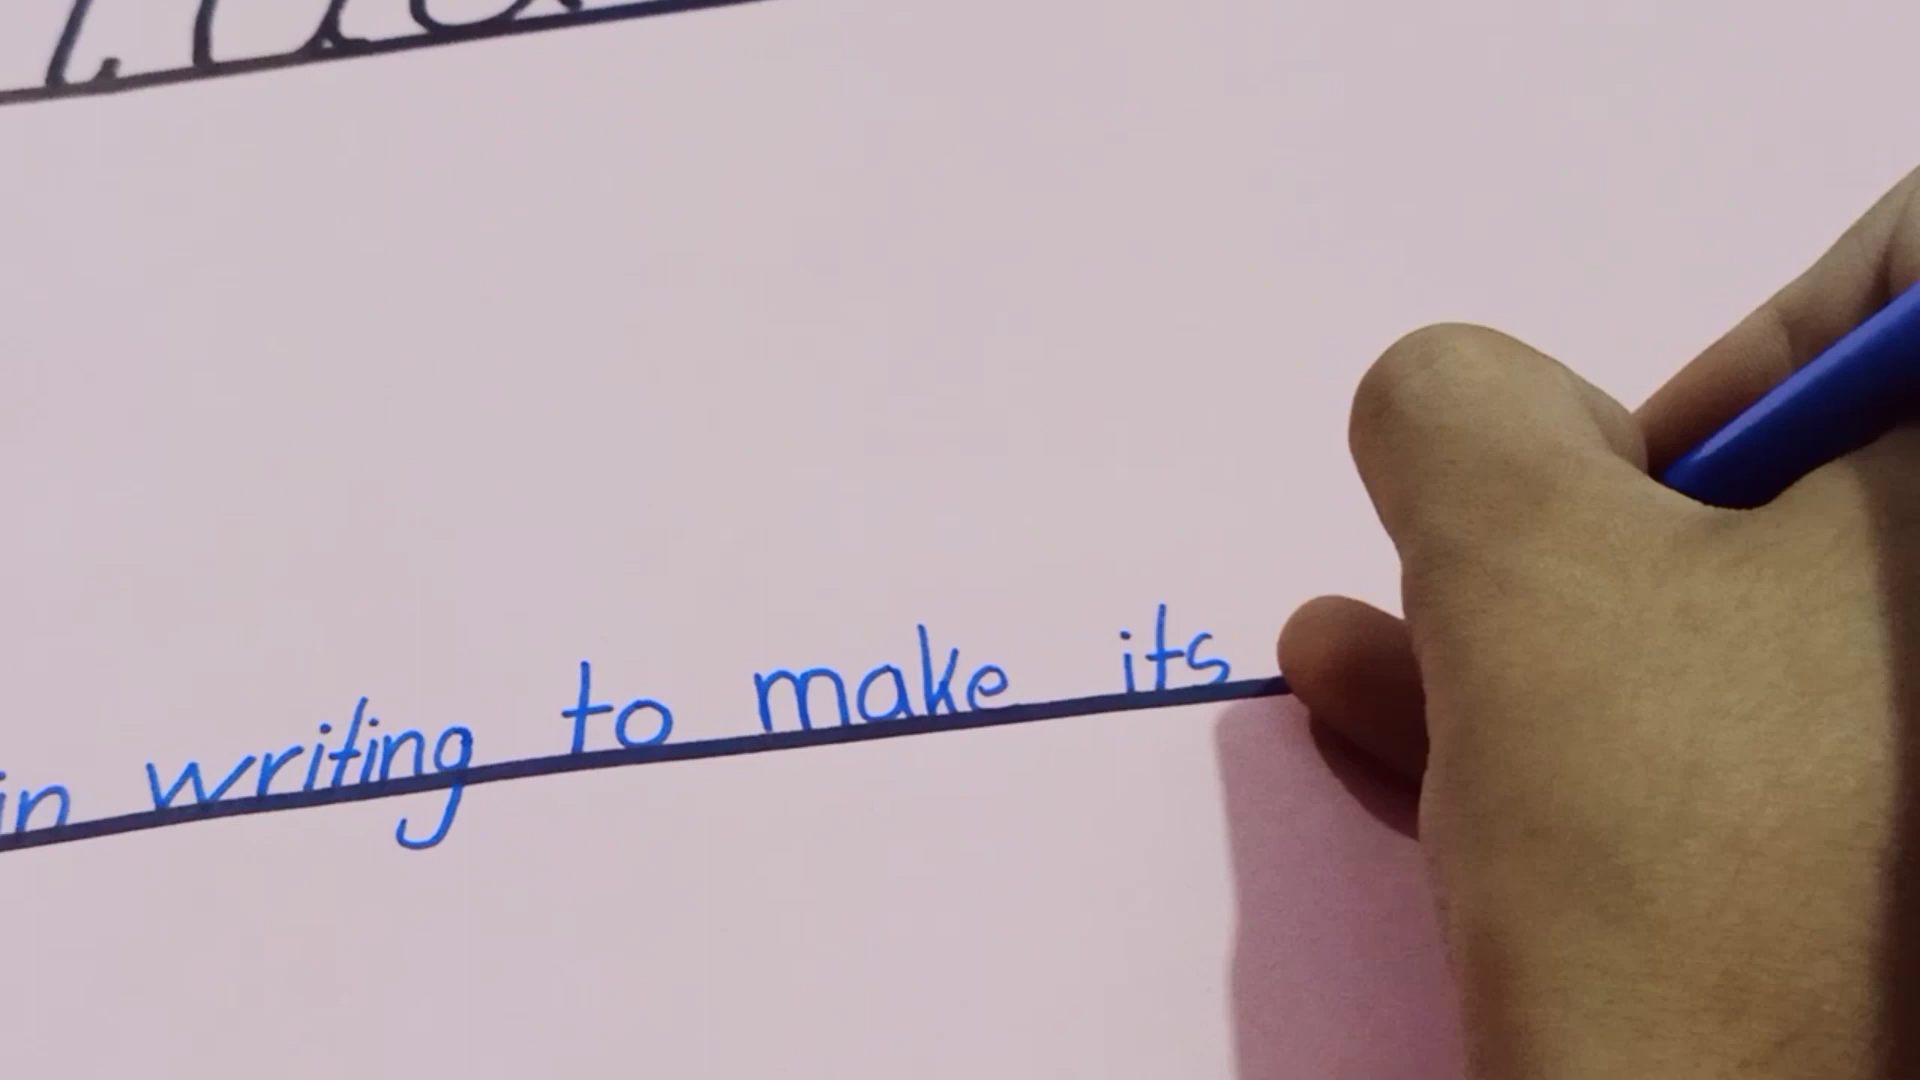 in writing to make its